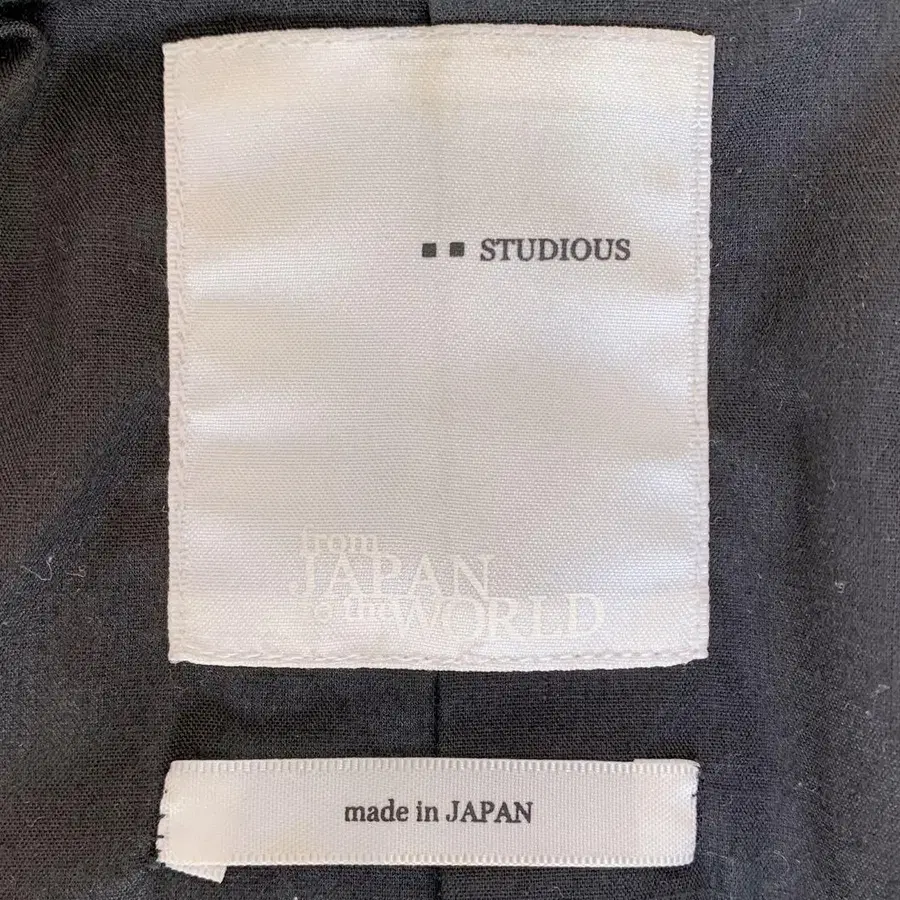 STUDIOUS
from
JAPAN
to the WORLD
made in JAPAN